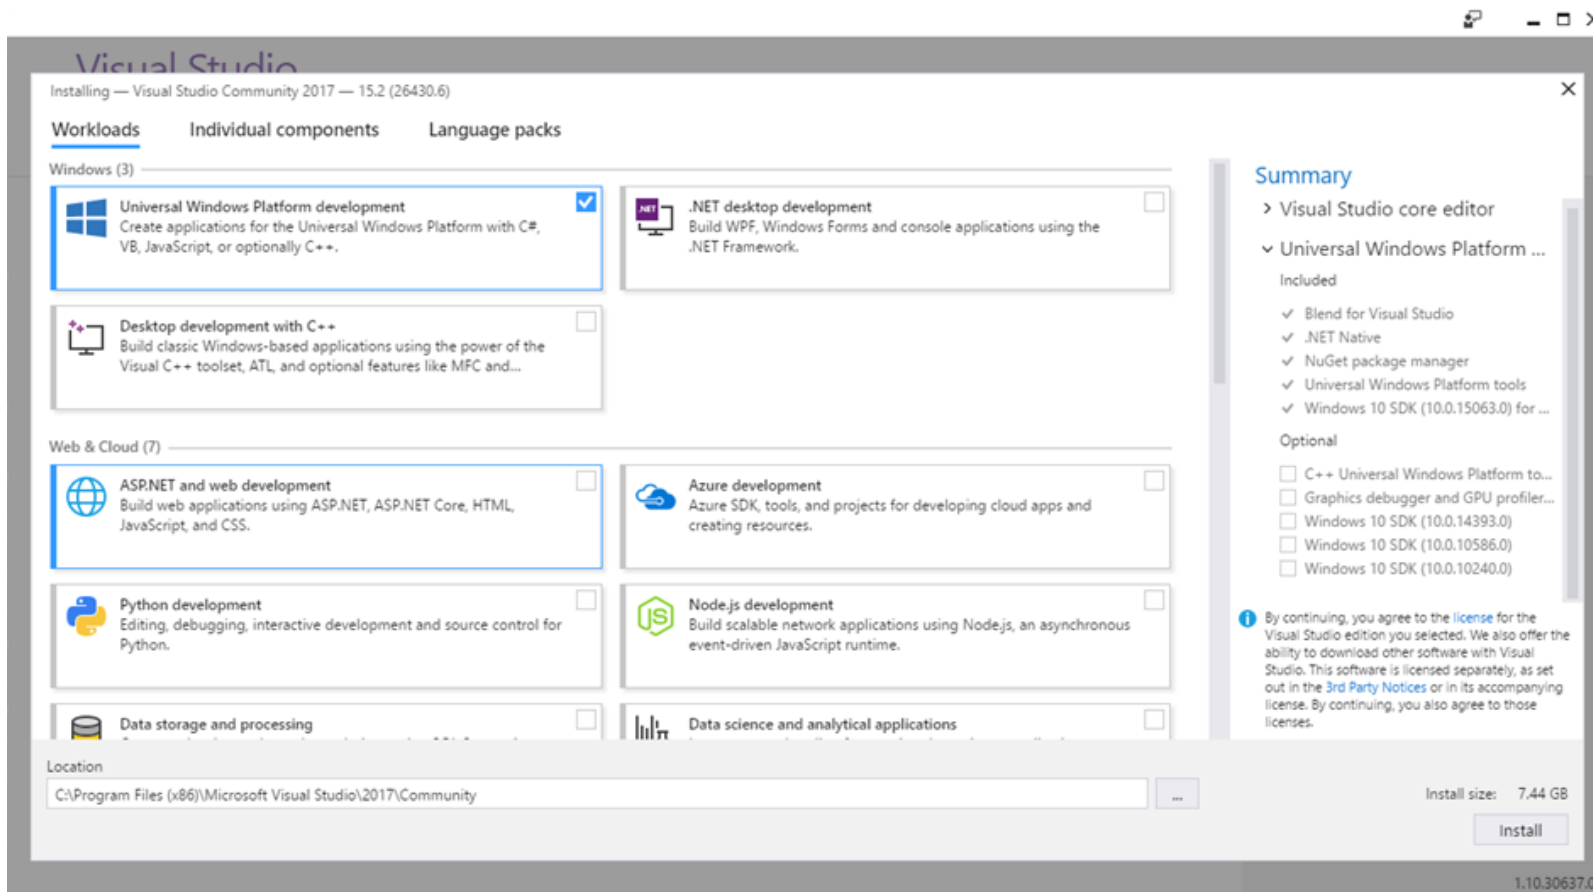 Visual Studio
Installing — Visual Studio Community 2017 — 15.2 (26430.6)
Workloads
Individual components
Language packs
Windows (3)
Universal Windows Platform development
Create applications for the Universal Windows Platform with C#,
VB, JavaScript, or optionally C++.
.NET
.NET desktop development
Build WPF, Windows Forms and console applications using the
.NET Framework.
Desktop development with C++
Build classic Windows-based applications using the power of the
Visual C++ toolset, ATL, and optional features like MFC and...
Web & Cloud (7)
ASP.NET and web development
Build web applications using ASP.NET, ASP.NET Core, HTML,
JavaScript, and CSS.
Azure development
Azure SDK, tools, and projects for developing cloud apps and
creating resources.
Python development
Editing, debugging, interactive development and source control for
Python.
JS
Node.js development
Build scalable network applications using Node.js, an asynchronous
event-driven JavaScript runtime.
Data storage and processing
Data science and analytical applications
Summary
Visual Studio core editor
Universal Windows Platform ...
Included
Blend for Visual Studio
.NET Native
NuGet package manager
Universal Windows Platform tools
Windows 10 SDK (10.0.15063.0) for ...
Optional
C++ Universal Windows Platform to...
Graphics debugger and GPU profiler...
Windows 10 SDK (10.0.14393.0)
Windows 10 SDK (10.0.10586.0)
Windows 10 SDK (10.0.10240.0)
By continuing, you agree to the license for the
Visual Studio edition you selected. We also offer the
ability to download other software with Visual
Studio. This software is licensed separately, as set
out in the 3rd Party Notices or in its accompanying
license. By continuing, you also agree to those
licenses.
Location
C:\Program Files (x86)\Microsoft Visual Studio\2017\Community
...
Install size: 7.44 GB
Install
1.10.30637.0